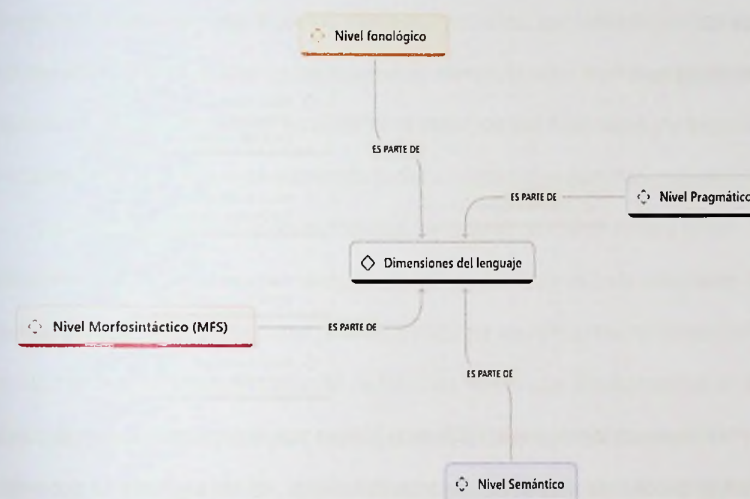 Nivel fonológico
ES PARTE DE
ES PARTE DE
Nivel Pragmático
Dimensiones del lenguaje
Nivel Morfosintáctico (MFS)
ES PARTE DE
ES PARTE DE
Nivel Semántico